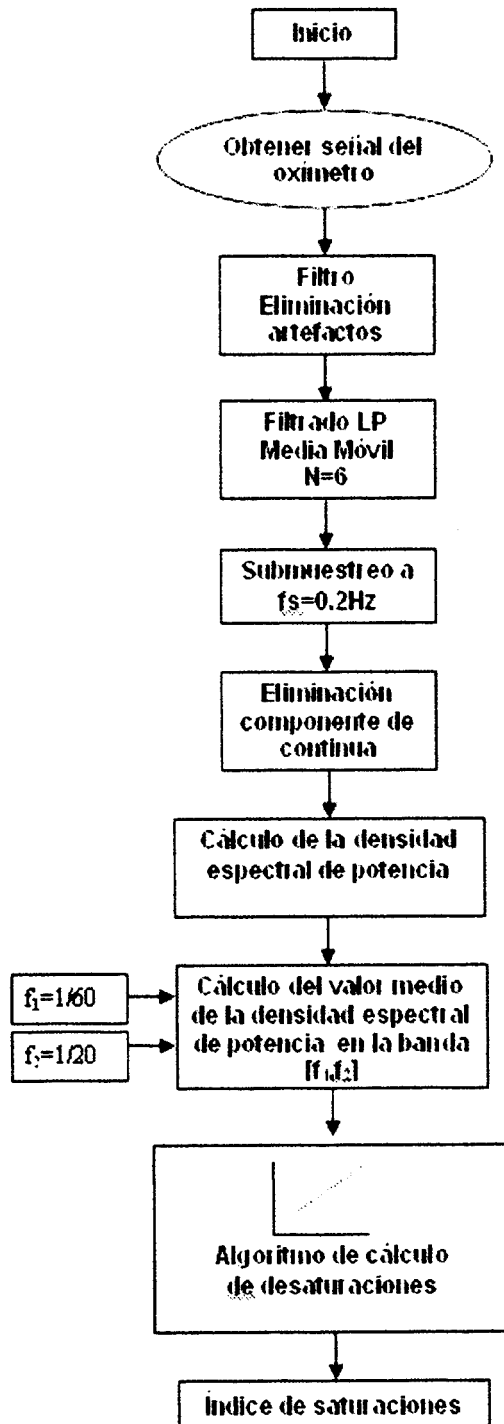 Inicio
Obtener señal del
oxímetro
Filtro
Eliminación
artefactos
Filtrado LP
Media Móvil
N=6
Submuestreo a
fs=0.2Hz
Eliminación
componente de
continua
Cálculo de la densidad
espectral de potencia
f₁=1/60
f₂=1/20
Cálculo del valor medio
de la densidad espectral
de potencia en la banda
[f₁,f₂]
Algoritmo de cálculo
de desaturaciones
Índice de saturaciones